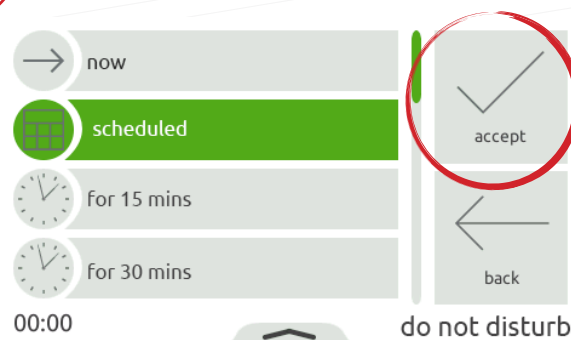 now
scheduled
for 15 mins
for 30 mins
accept
back
00:00
do not disturb